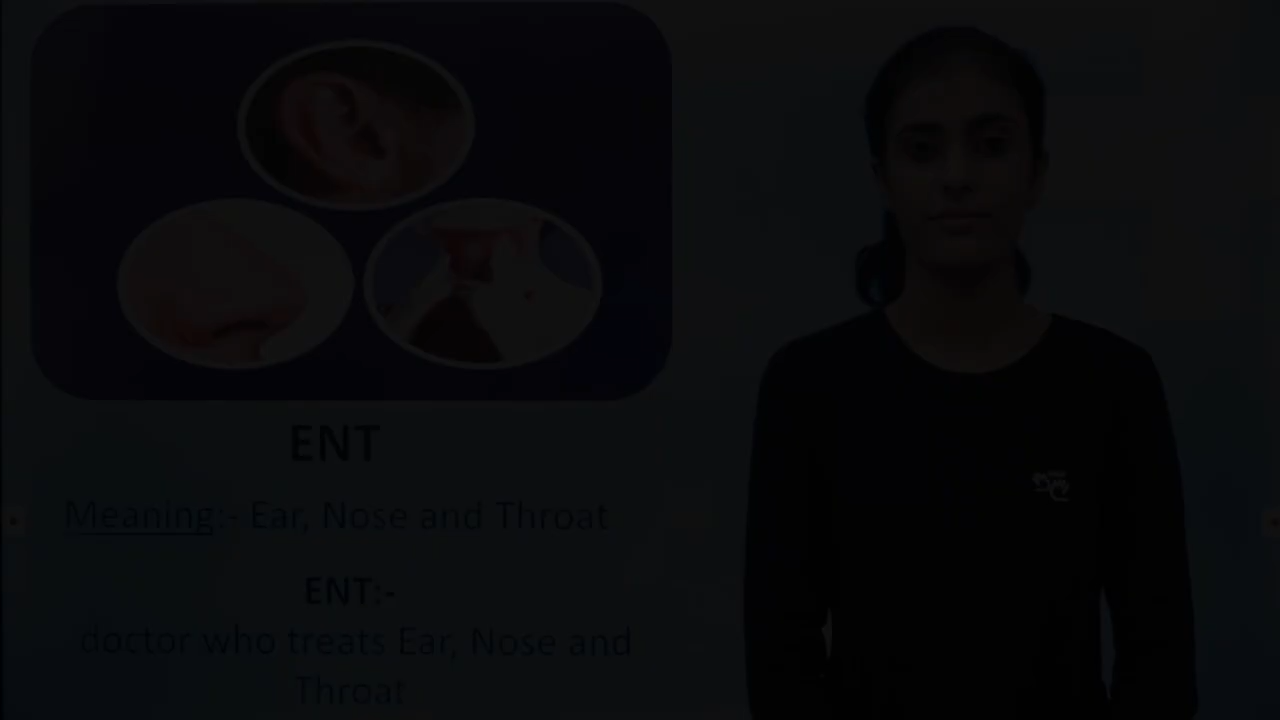 ENT
Meaning:- Ear, Nose and Throat
ENT:-
doctor who treats Ear, Nose and
Throat